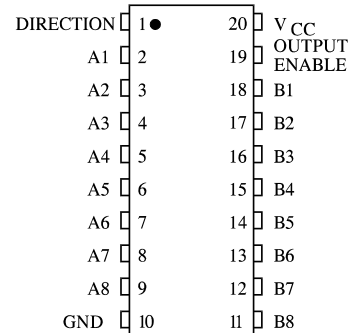 DIRECTION 1 20 V CC
A1 2 19 OUTPUT ENABLE
A2 3 18 B1
A3 4 17 B2
A4 5 16 B3
A5 6 15 B4
A6 7 14 B5
A7 8 13 B6
A8 9 12 B7
GND 10 11 B8